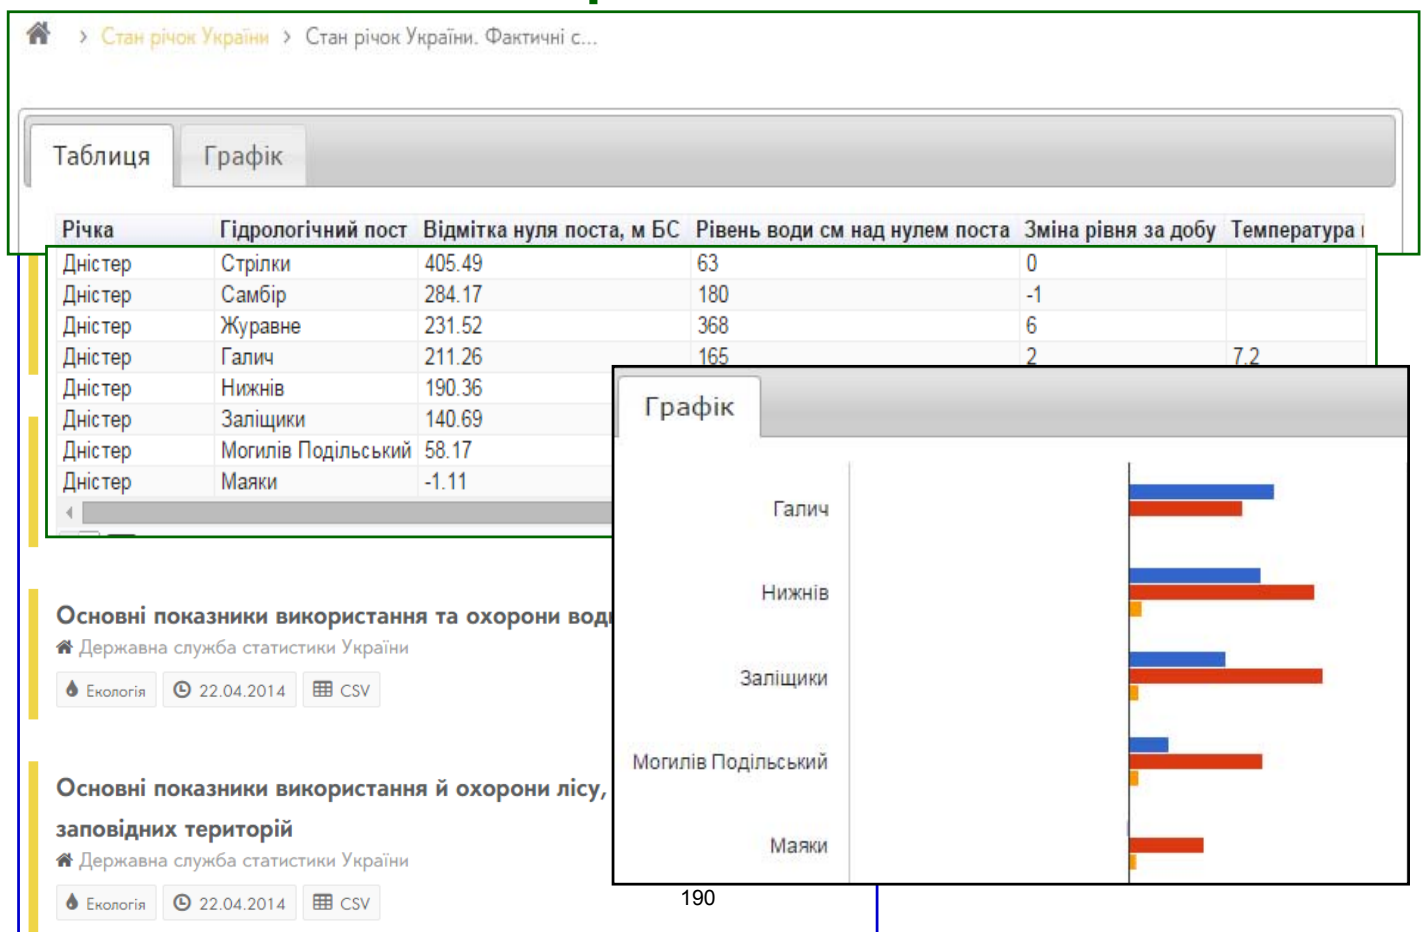 Стан річок України > Стан річок України. Фактичні с...
Таблиця Графік
Річка Гідрологічний пост Відмітка нуля поста, м БС Рівень води см над нулем поста Зміна рівня за добу Температура
Дністер Стрілки 405.49 63 0
Дністер Самбір 284.17 180 -1
Дністер Журавне 231.52 368 6
Дністер Галич 211.26 165 2 7.2
Дністер Нижнів 190.36
Дністер Заліщики 140.69
Дністер Могилів Подільський 58.17
Дністер Маяки -1.11
Графік
Галич
Нижнів
Заліщики
Могилів Подільський
Маяки
Основні показники використання та охорони вод
Державна служба статистики України
Екологія 22.04.2014 CSV
Основні показники використання й охорони лісу,
заповідних територій
Державна служба статистики України
Екологія 22.04.2014 CSV
190